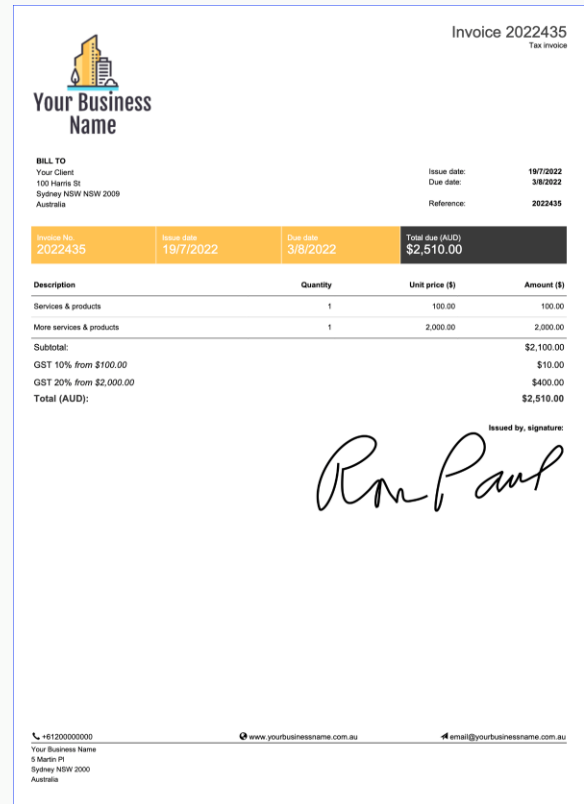 Invoice 2022435
Tax invoice
Your Business
Name
BILL TO
Your Client
100 Harris St
Sydney NSW NSW 2009
Australia
Issue date: 19/7/2022
Due date: 3/8/2022
Reference: 2022435
Invoice No. Issue date Due date Total due (AUD)
2022435 19/7/2022 3/8/2022 $2,510.00
Description Quantity Unit price ($) Amount ($)
Services & products 1 100.00 100.00
More services & products 1 2,000.00 2,000.00
Subtotal: $2,100.00
GST 10% from $100.00 $10.00
GST 20% from $2,000.00 $400.00
Total (AUD): $2,510.00
Issued by, signature:
Ron Paul
+61200000000 www.yourbusinessname.com.au email@yourbusinessname.com.au
Your Business Name
5 Martin Pl
Sydney NSW 2000
Australia